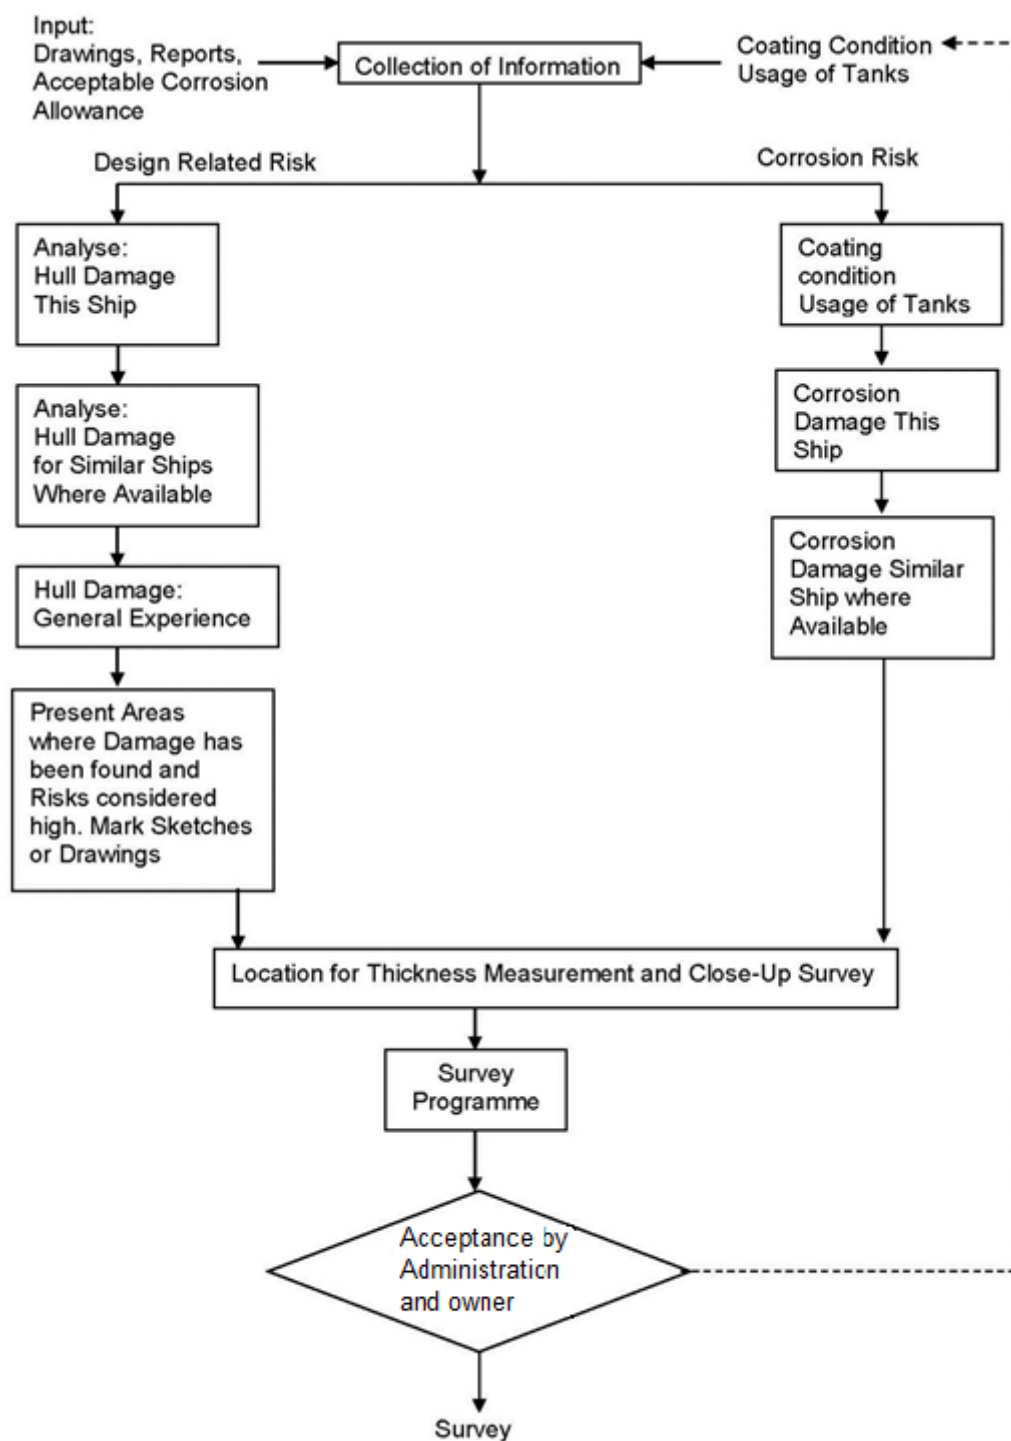 Input:
Drawings, Reports,
Acceptable Corrosion
Allowance
Collection of Information
Coating Condition
Usage of Tanks
Design Related Risk
Corrosion Risk
Analyse:
Hull Damage
This Ship
Analyse:
Hull Damage
for Similar Ships
Where Available
Hull Damage:
General Experience
Present Areas
where Damage has
been found and
Risks considered
high. Mark Sketches
or Drawings
Coating
condition
Usage of Tanks
Corrosion
Damage This
Ship
Corrosion
Damage Similar
Ship where
Available
Location for Thickness Measurement and Close-Up Survey
Survey
Programme
Acceptance by
Administration
and owner
Survey